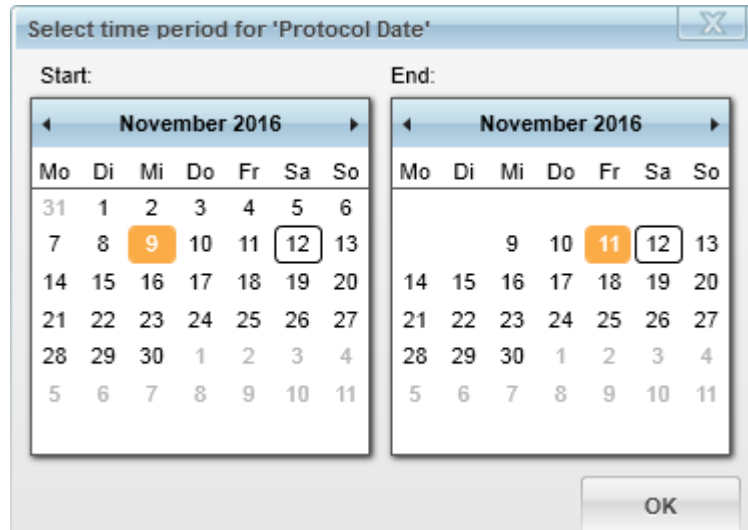 Select time period for 'Protocol Date'
X
Start:
November 2016
Mo Di Mi Do Fr Sa So
31 1 2 3 4 5 6
7 8 9 10 11 12 13
14 15 16 17 18 19 20
21 22 23 24 25 26 27
28 29 30 1 2 3 4
5 6 7 8 9 10 11
End:
November 2016
Mo Di Mi Do Fr Sa So
9 10 11 12 13
14 15 16 17 18 19 20
21 22 23 24 25 26 27
28 29 30 1 2 3 4
5 6 7 8 9 10 11
OK